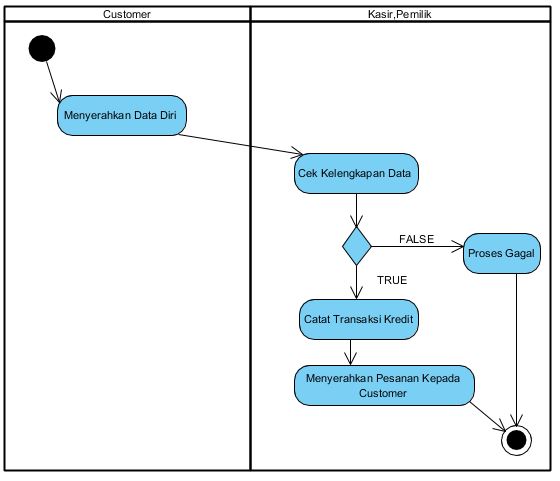 Customer
Kasir,Pemilik
Menyerahkan Data Diri
Cek Kelengkapan Data
FALSE
Proses Gagal
TRUE
Catat Transaksi Kredit
Menyerahkan Pesanan Kepada
Customer